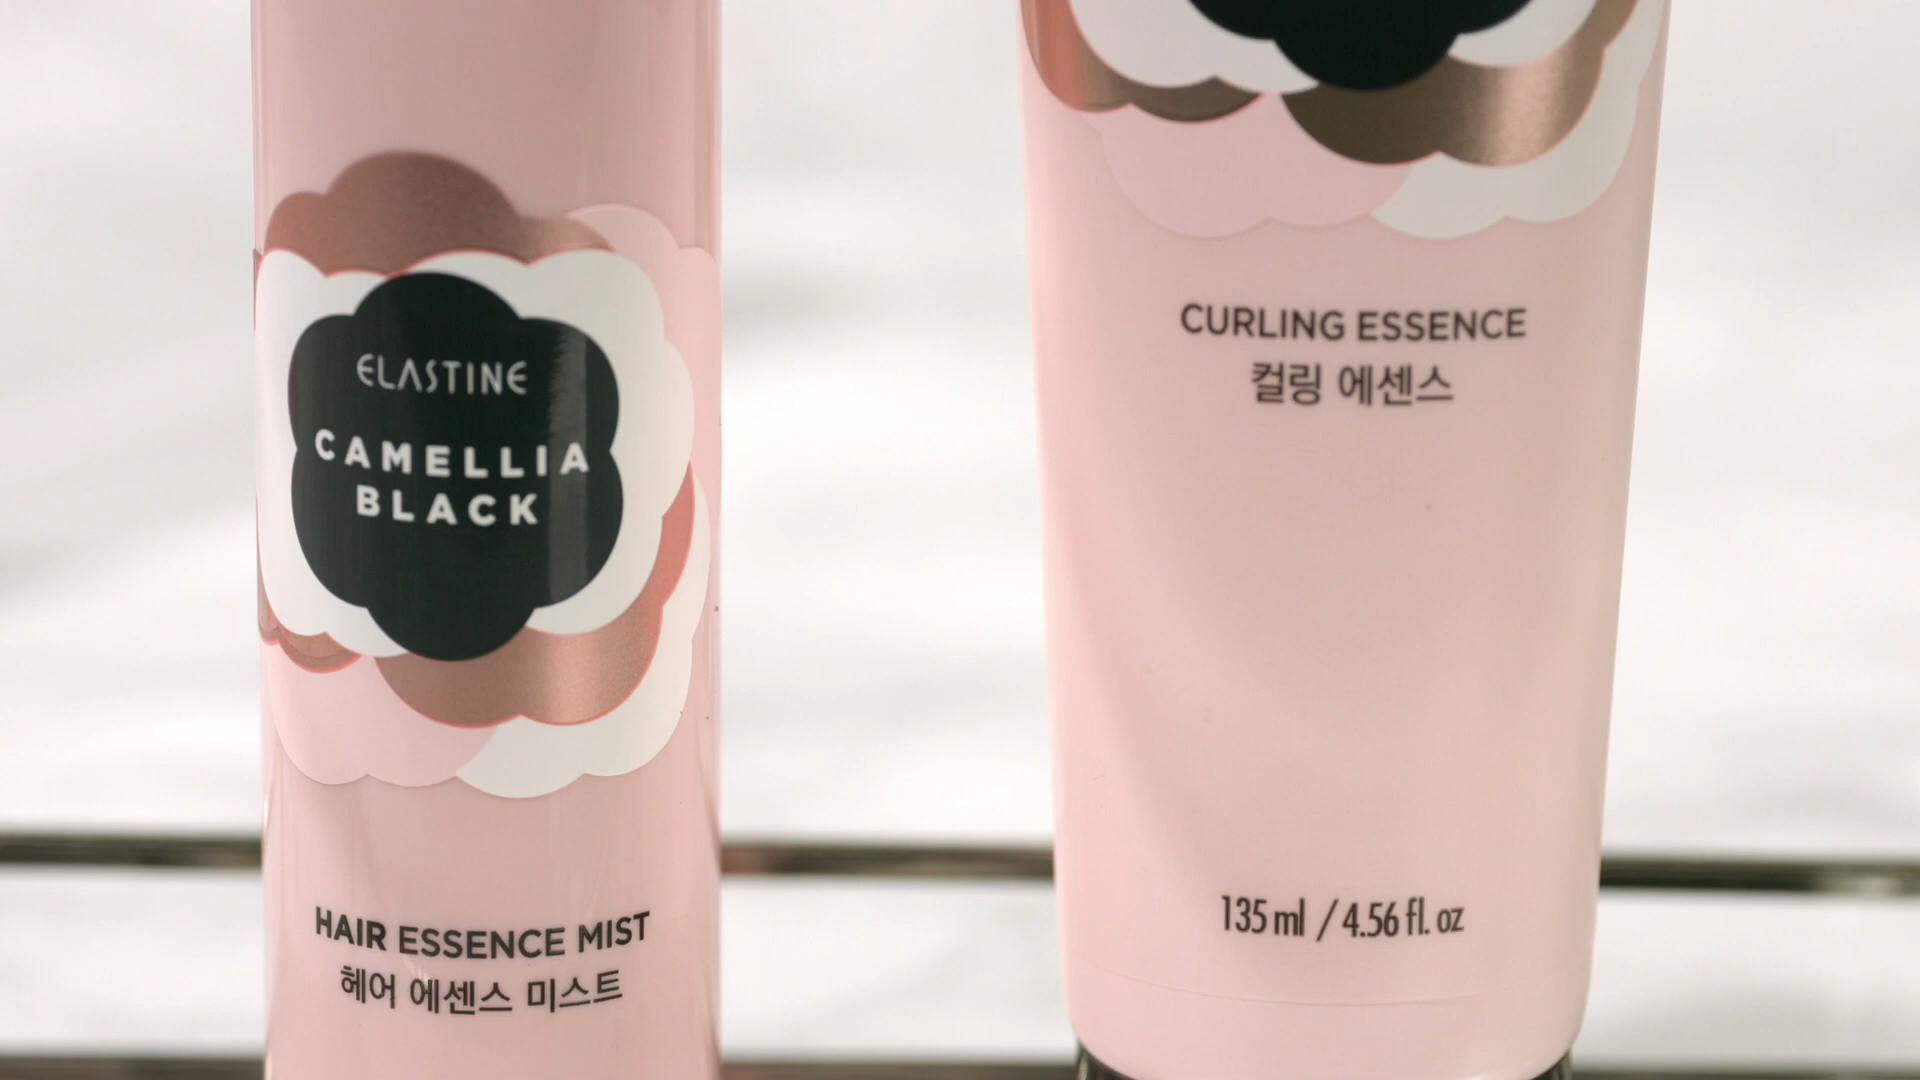 ELASTINE
CAMELLIA
BLACK
HAIR ESSENCE MIST
헤어 에센스 미스트
CURLING ESSENCE
컬링 에센스
135 ml / 4.56 fl. oz